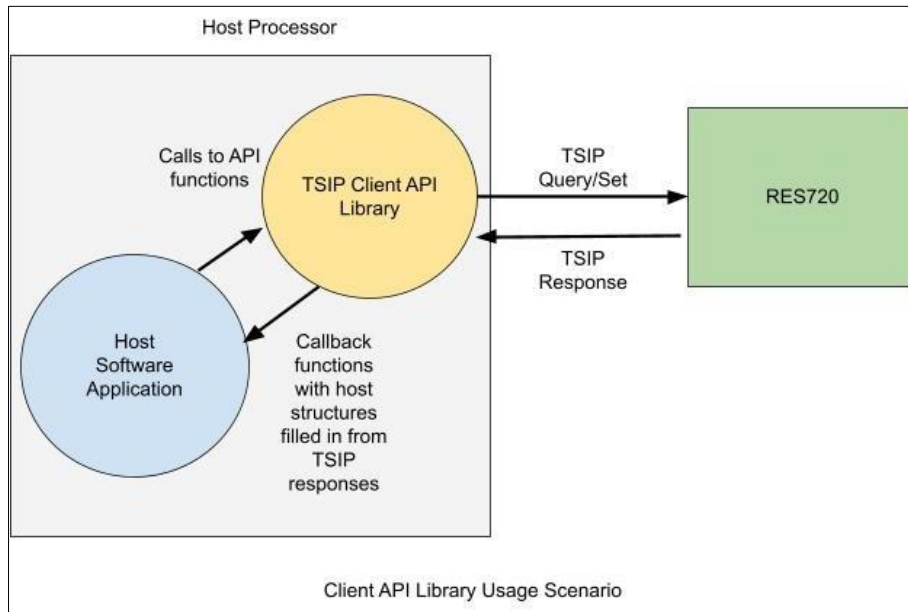 Host Processor
Calls to API
functions
TSIP Client API
Library
TSIP
Query/Set
RES720
TSIP
Response
Host
Software
Application
Callback
functions
with host
structures
filled in from
TSIP
responses
Client API Library Usage Scenario